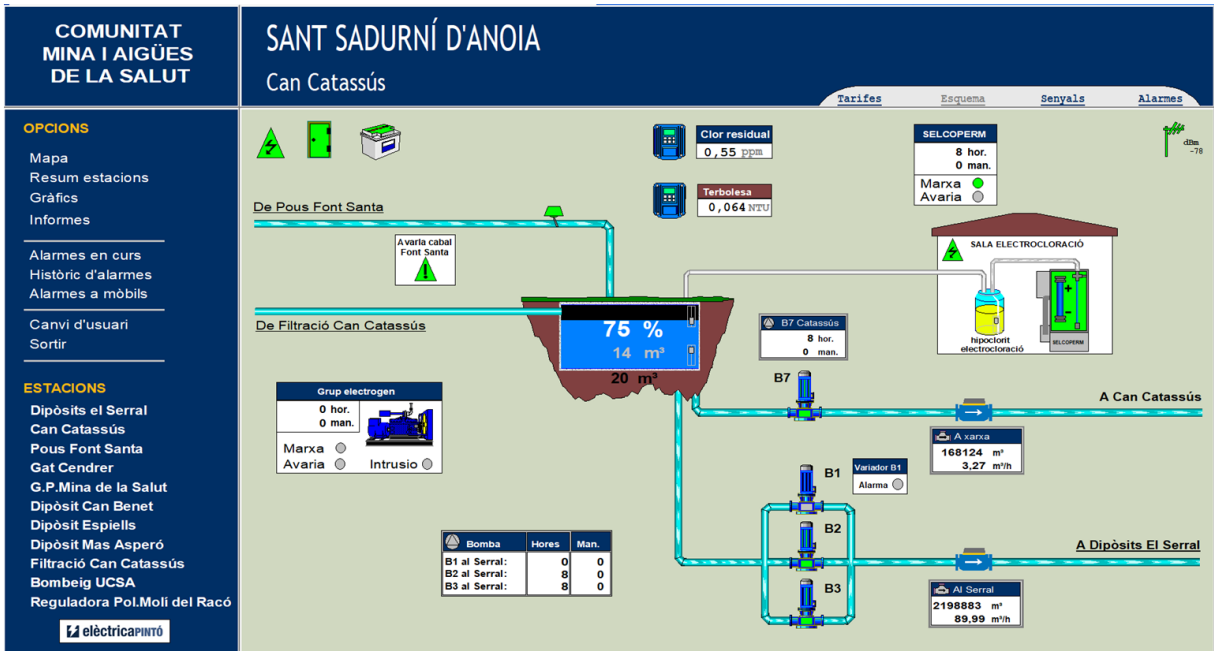 COMUNITAT
MINA I AIGÜES
DE LA SALUT
SANT SADURNÍ D'ANOIA
Can Catassús
Tarifes
Esquema
Senyals
Alarmes
OPCIONS
Mapa
Resum estacions
Gràfics
Informes
Alarmes en curs
Històric d'alarmes
Alarmes a mòbils
Canvi d'usuari
Sortir
ESTACIONS
Dipòsits el Serral
Can Catassús
Pous Font Santa
Gat Cendrer
G.P.Mina de la Salut
Dipòsit Can Benet
Dipòsit Espiells
Dipòsit Mas Asperó
Filtració Can Catassús
Bombeig UCSA
Reguladora Pol.Molí del Racó
elèctricaPINTÓ
Clor residual
0,55 ppm
Terbolesa
0,064 NTU
SELCOPERM
8 hor.
0 man.
Marxa
Avaria
dBm
-78
De Pous Font Santa
Avaria cabal
Font Santa
De Filtració Can Catassús
75 %
14 m³
20 m³
SALA ELECTROCLORACIÓ
+
-
hipoclorit
electrocloració
SELCOPERM
B7 Catassús
8 hor.
0 man.
B7
A Can Catassús
A xarxa
168124 m³
3,27 m³/h
Grup electrogen
0 hor.
0 man.
Marxa
Avaria
Intrusio
B1
Variador B1
Alarma
B2
B3
A Dipòsits El Serral
Al Serral
2198883 m³
89,99 m³/h
Bomba Hores Man.
B1 al Serral: 0 0
B2 al Serral: 8 0
B3 al Serral: 8 0